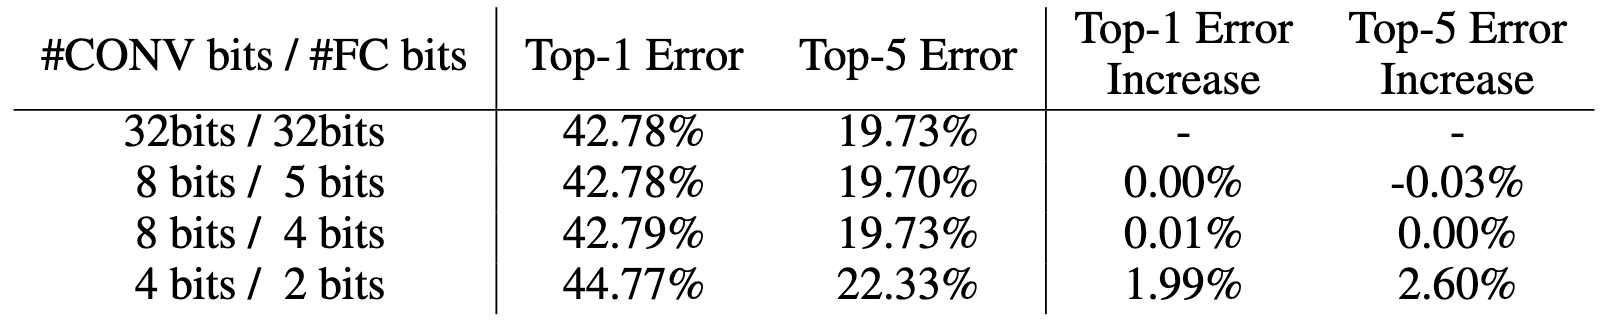 #CONV bits / #FC bits Top-1 Error Top-5 Error Top-1 Error Increase Top-5 Error Increase
32bits / 32bits 42.78% 19.73% - -
8 bits / 5 bits 42.78% 19.70% 0.00% -0.03%
8 bits / 4 bits 42.79% 19.73% 0.01% 0.00%
4 bits / 2 bits 44.77% 22.33% 1.99% 2.60%